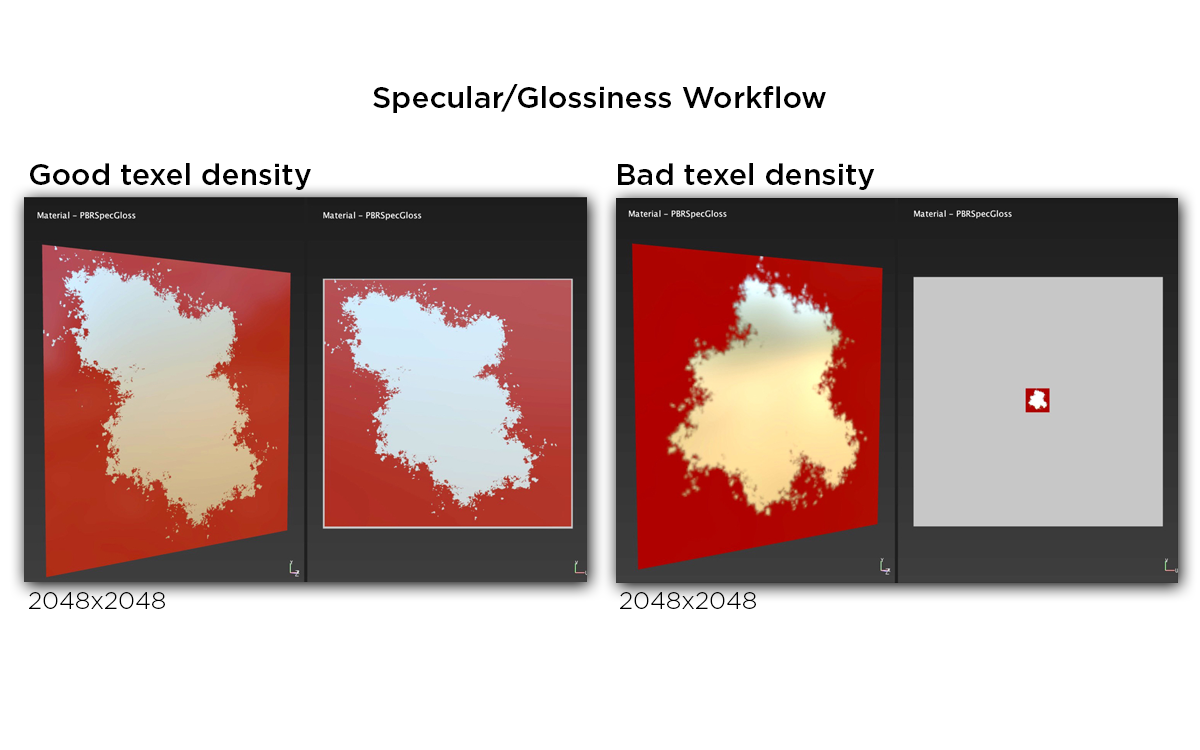 Specular/Glossiness Workflow
Good texel density
Bad texel density
Material – PBRSpecGloss
Material – PBRSpecGloss
Material – PBRSpecGloss
Material – PBRSpecGloss
2048x2048
2048x2048